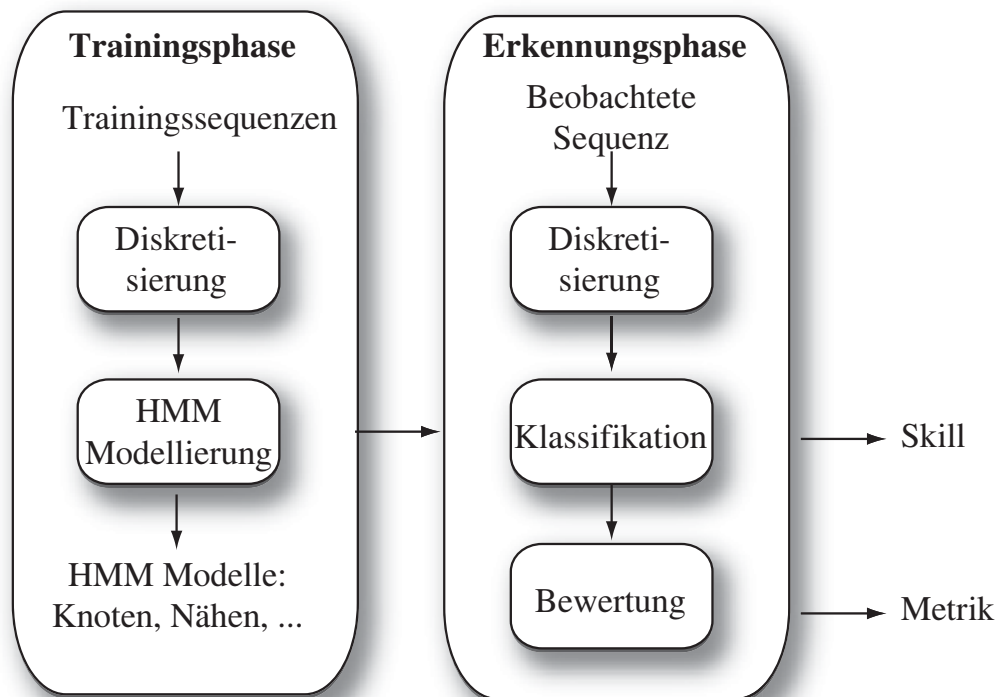 Trainingsphase
Trainingssequenzen
Diskreti-
sierung
HMM
Modellierung
HMM Modelle:
Knoten, Nähen, ...
Erkennungsphase
Beobachtete
Sequenz
Diskreti-
sierung
Klassifikation
Bewertung
Skill
Metrik